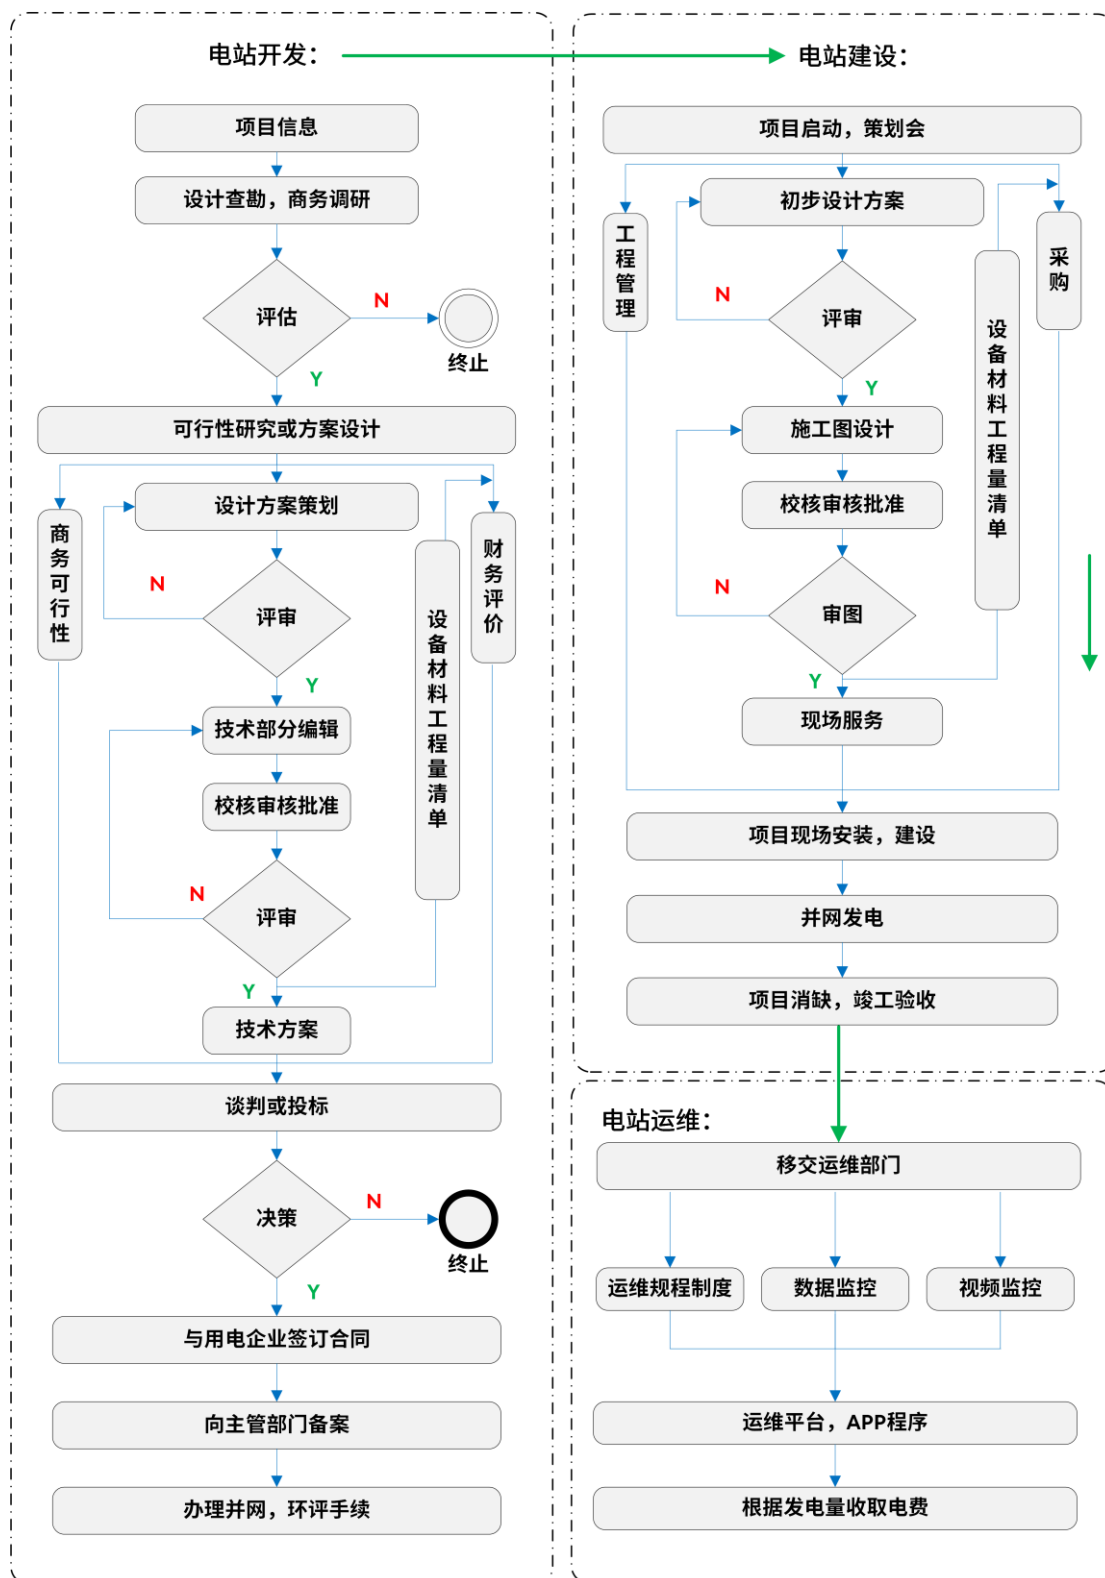 电站开发：
项目信息
设计查勘，商务调研
评估
N
终止
Y
可行性研究或方案设计
商务可行性
设计方案策划
N
评审
Y
设备材料工程量清单
财务评价
技术部分编辑
校核审核批准
N
评审
Y
技术方案
谈判或投标
决策
N
终止
Y
与用电企业签订合同
向主管部门备案
办理并网，环评手续
电站建设：
项目启动，策划会
工程管理
初步设计方案
N
评审
Y
设备材料工程量清单
采购
施工图设计
校核审核批准
N
审图
Y
现场服务
项目现场安装，建设
并网发电
项目消缺，竣工验收
电站运维：
移交运维部门
运维规程制度
数据监控
视频监控
运维平台，APP程序
根据发电量收取电费